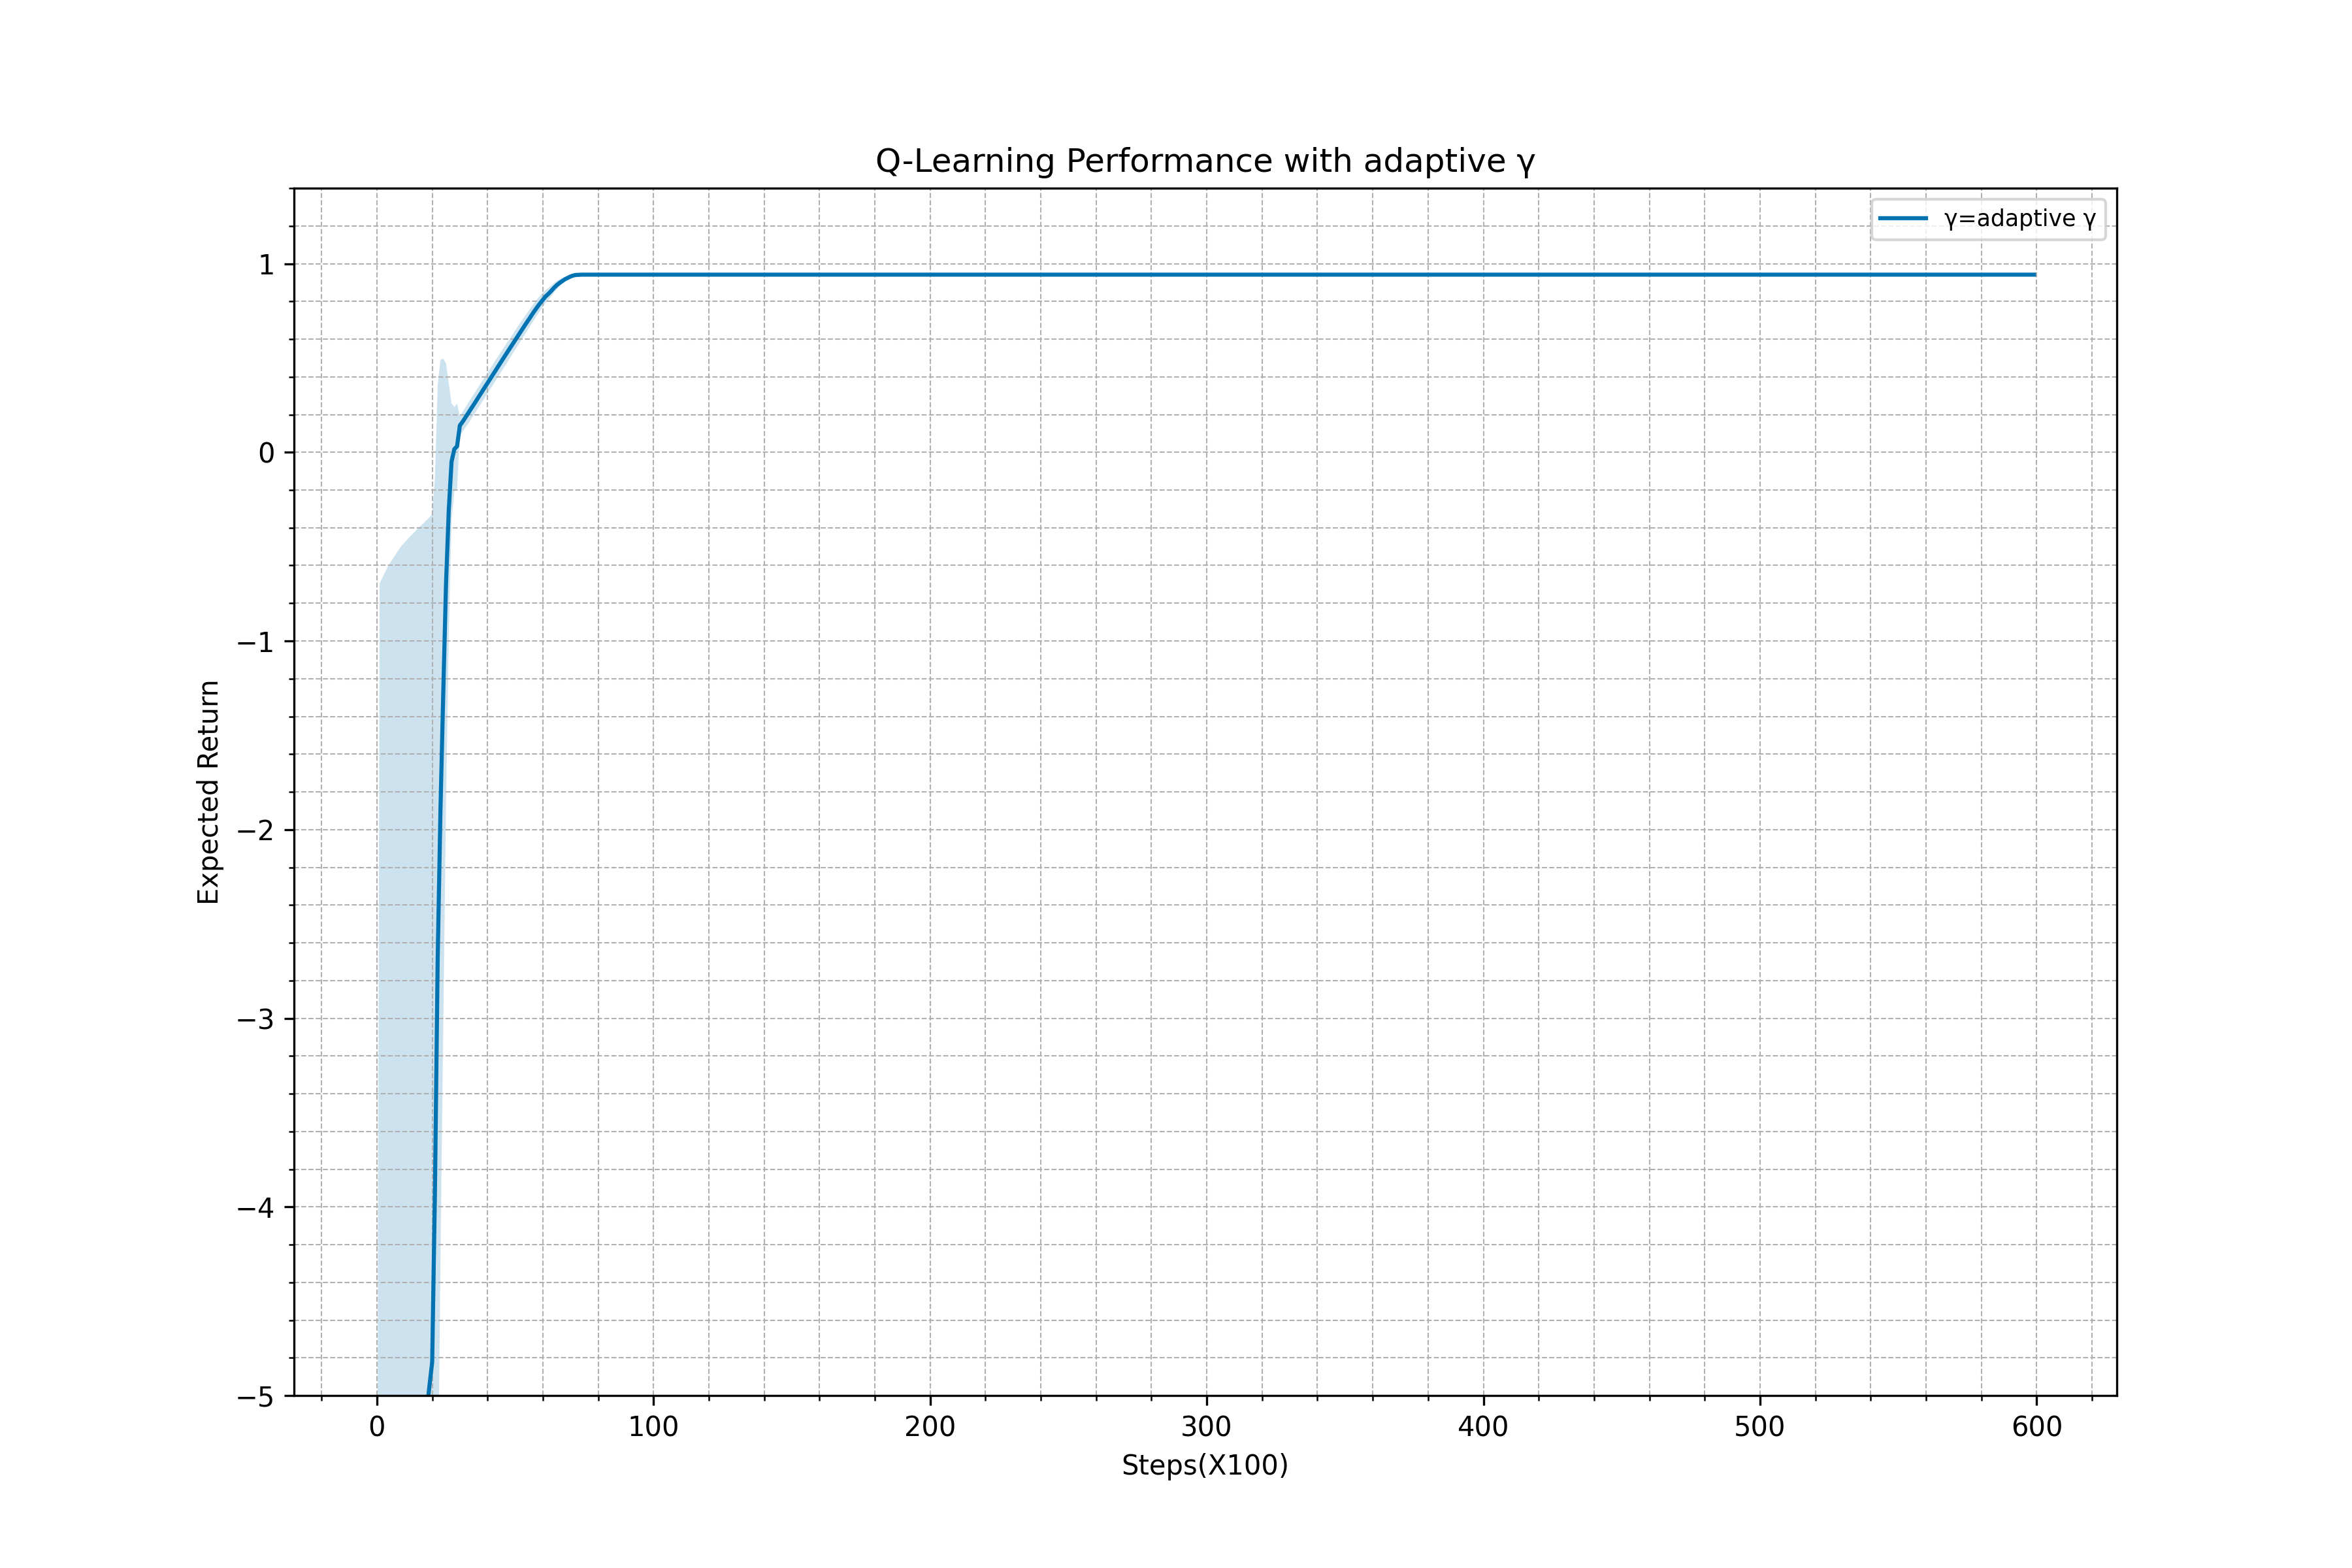 Q-Learning Performance with adaptive γ
γ=adaptive γ
1
0
−1
−2
−3
−4
−5
Expected Return
0 100 200 300 400 500 600
Steps(X100)